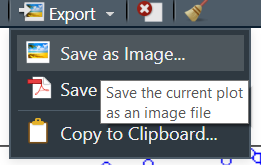 Export
Save as Image...
Save
Save the current plot
as an image file
Copy to Clipboard...